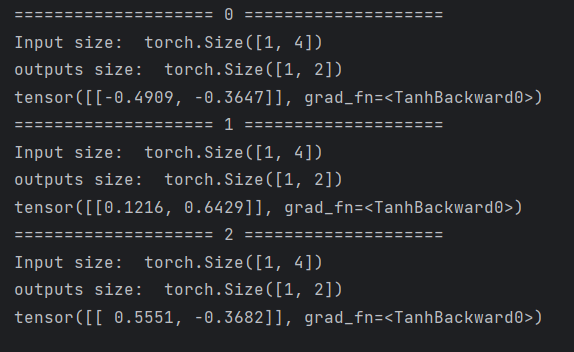 ==================== 0 ====================
Input size:  torch.Size([1, 4])
outputs size:  torch.Size([1, 2])
tensor([[-0.4909, -0.3647]], grad_fn=<TanhBackward0>)
==================== 1 ====================
Input size:  torch.Size([1, 4])
outputs size:  torch.Size([1, 2])
tensor([[0.1216, 0.6429]], grad_fn=<TanhBackward0>)
==================== 2 ====================
Input size:  torch.Size([1, 4])
outputs size:  torch.Size([1, 2])
tensor([[ 0.5551, -0.3682]], grad_fn=<TanhBackward0>)